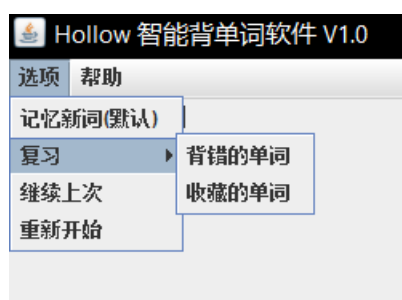 Hollow 智能背单词软件 V1.0
选项 帮助
记忆新词(默认)
复习 背错的单词
继续上次 收藏的单词
重新开始